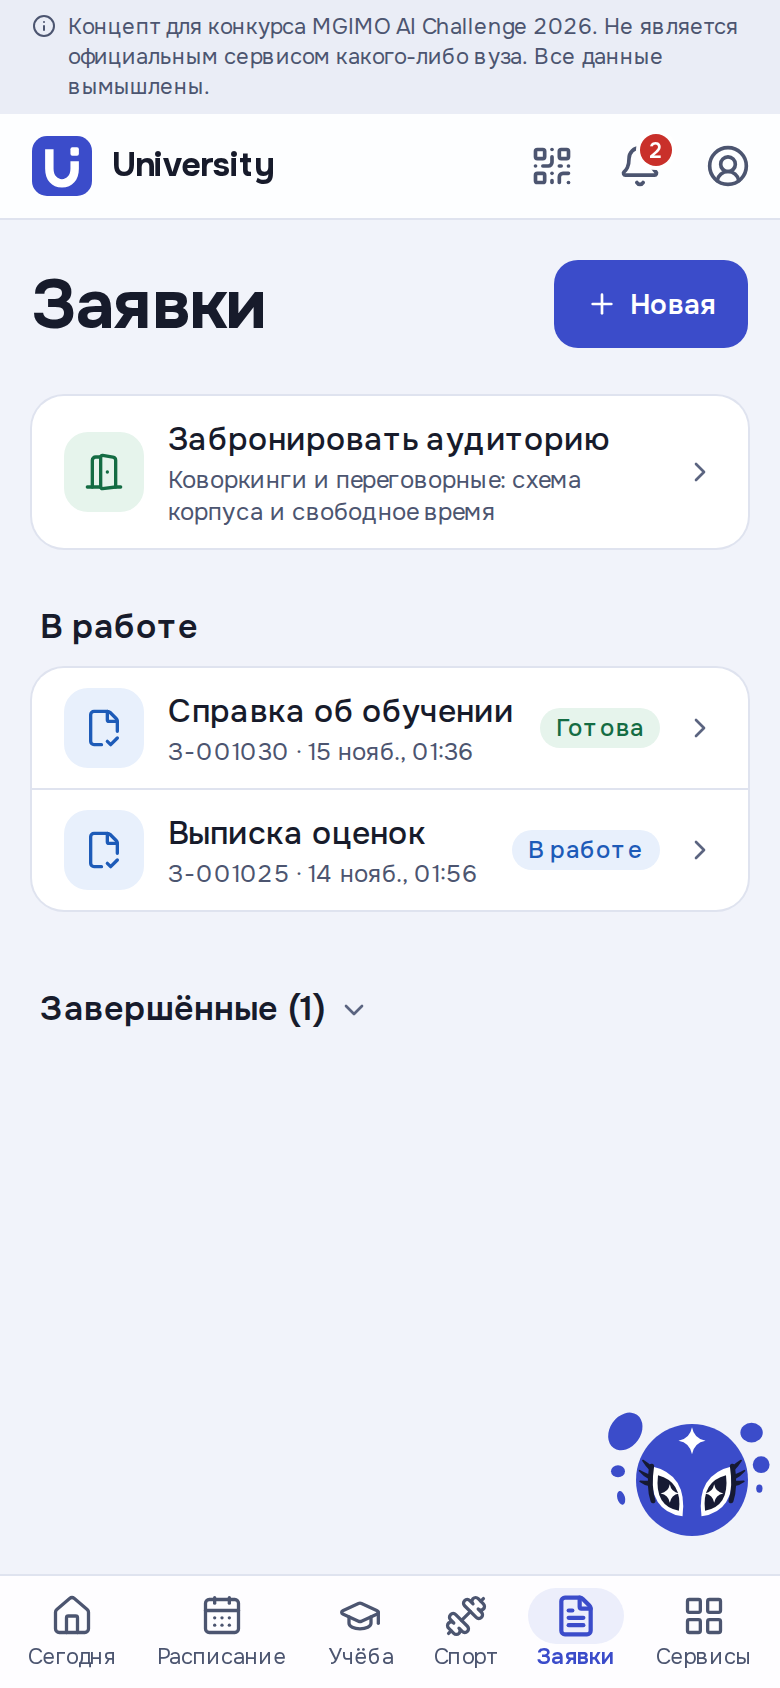 Концепт для конкурса MGIMO AI Challenge 2026. Не является
официальным сервисом какого-либо вуза. Все данные
вымышлены.
University
2
Заявки
Новая
Забронировать аудиторию
Коворкинги и переговорные: схема
корпуса и свободное время
В работе
Справка об обучении
З-001030 · 15 нояб., 01:36
Готова
Выписка оценок
З-001025 · 14 нояб., 01:56
В работе
Завершённые (1)
Сегодня
Расписание
Учёба
Спорт
Заявки
Сервисы